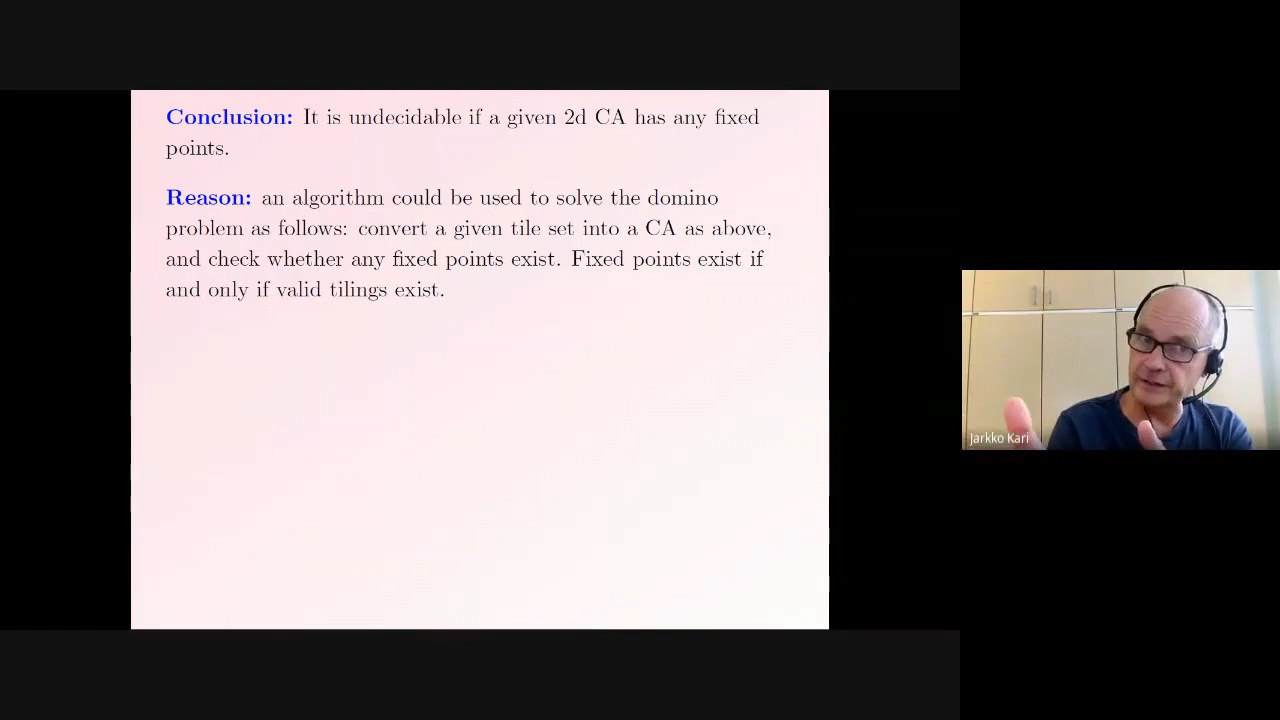 Conclusion: It is undecidable if a given 2d CA has any fixed
points.
Reason: an algorithm could be used to solve the domino
problem as follows: convert a given tile set into a CA as above,
and check whether any fixed points exist. Fixed points exist if
and only if valid tilings exist.
Jarkko Kari